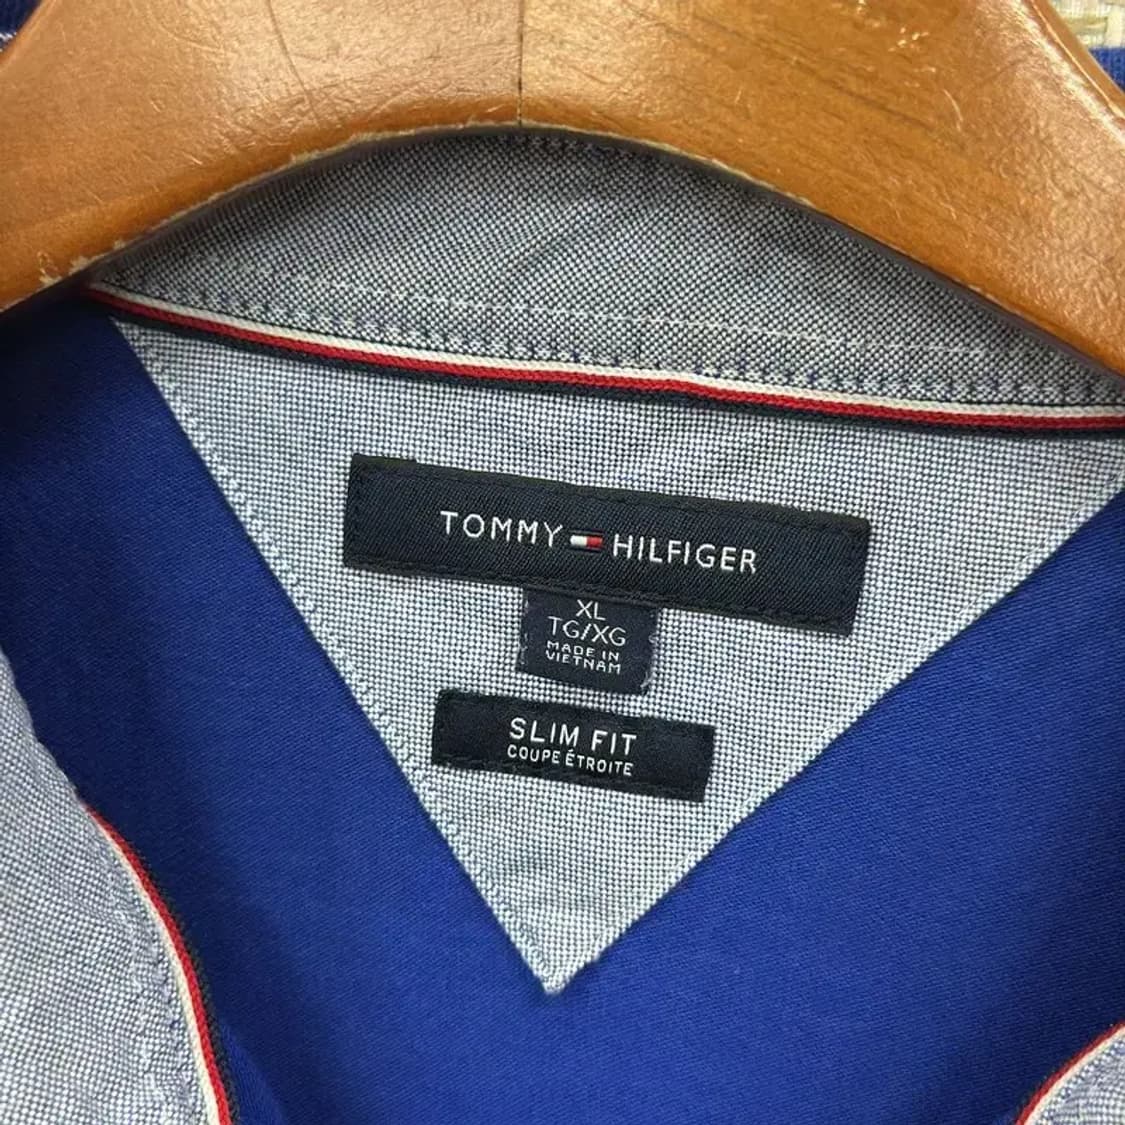 TOMMY HILFIGER
XL
TG/XG
MADE IN
VIETNAM
SLIM FIT
COUPE ÉTROITE